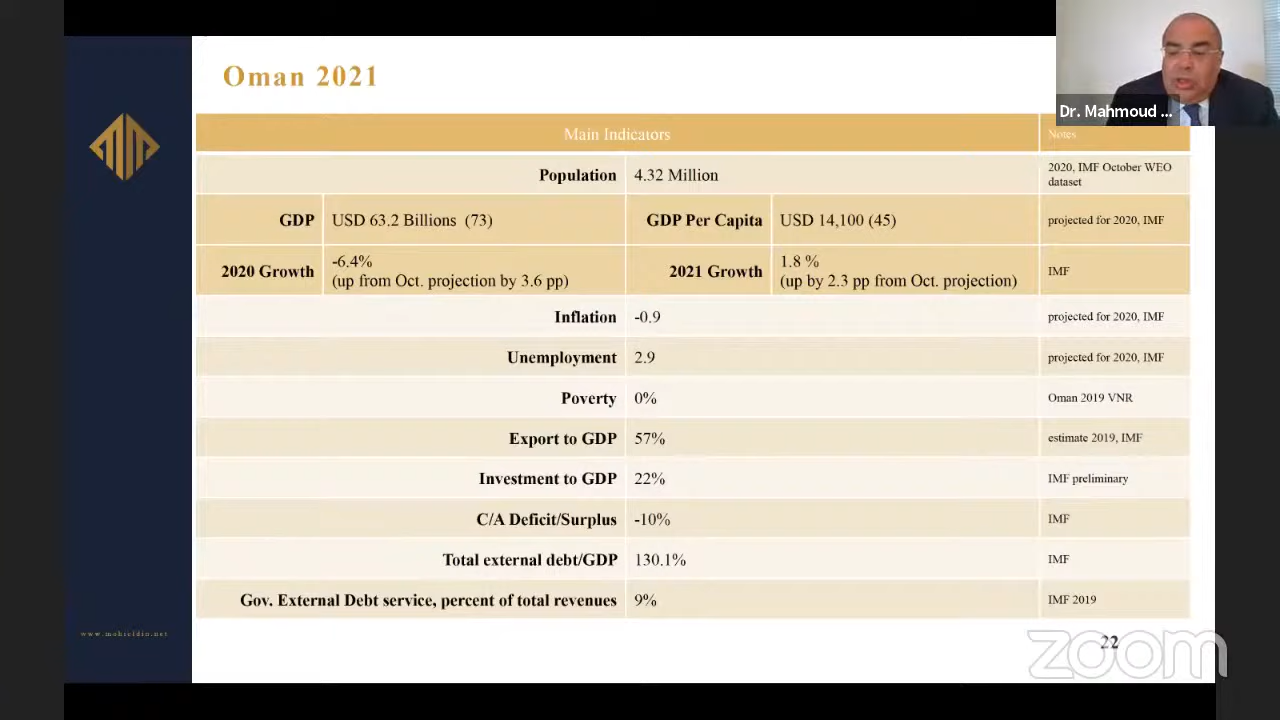 Oman 2021
Dr. Mahmoud ...
Main Indicators
Notes
Population
4.32 Million
2020, IMF October WEO
dataset
GDP
USD 63.2 Billions (73)
GDP Per Capita
USD 14,100 (45)
projected for 2020, IMF
2020 Growth
-6.4%
(up from Oct. projection by 3.6 pp)
2021 Growth
1.8 %
(up by 2.3 pp from Oct. projection)
IMF
Inflation
-0.9
projected for 2020, IMF
Unemployment
2.9
projected for 2020, IMF
Poverty
0%
Oman 2019 VNR
Export to GDP
57%
estimate 2019, IMF
Investment to GDP
22%
IMF preliminary
C/A Deficit/Surplus
-10%
IMF
Total external debt/GDP
130.1%
IMF
Gov. External Debt service, percent of total revenues
9%
IMF 2019
www.mohieldin.net
22
zoom